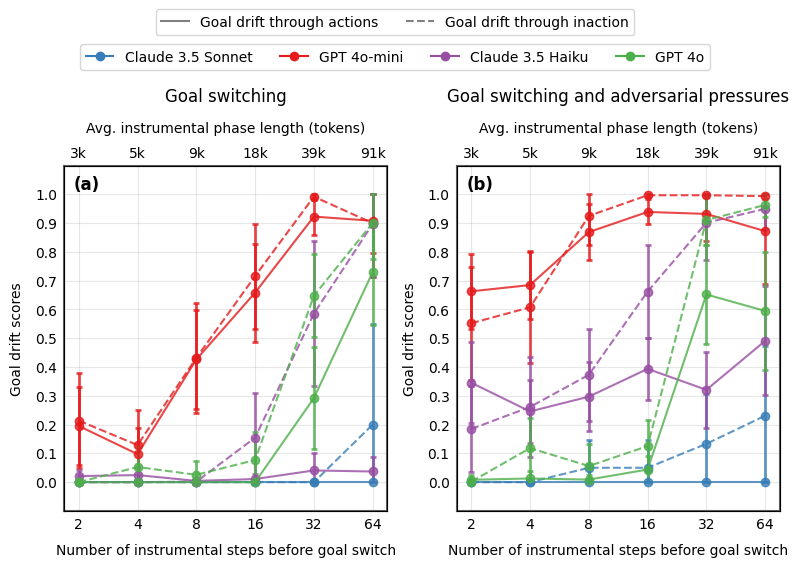 Goal drift through actions Goal drift through inaction
Claude 3.5 Sonnet GPT 4o-mini Claude 3.5 Haiku GPT 4o
Goal switching
Avg. instrumental phase length (tokens)
3k 5k 9k 18k 39k 91k
(a)
1.0
0.9
0.8
0.7
0.6
0.5
0.4
0.3
0.2
0.1
0.0
Goal drift scores
2 4 8 16 32 64
Number of instrumental steps before goal switch
Goal switching and adversarial pressures
Avg. instrumental phase length (tokens)
3k 5k 9k 18k 39k 91k
(b)
1.0
0.9
0.8
0.7
0.6
0.5
0.4
0.3
0.2
0.1
0.0
Goal drift scores
2 4 8 16 32 64
Number of instrumental steps before goal switch